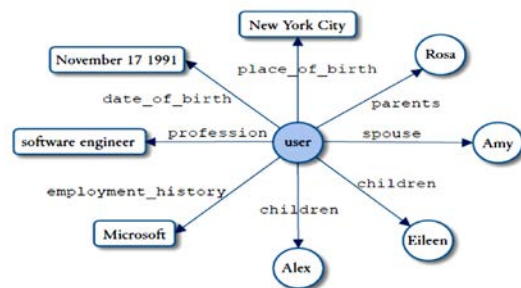 New York City
November 17 1991
Rosa
place_of_birth
date_of_birth
parents
software engineer
profession
user
spouse
Amy
employment_history
children
children
Microsoft
Eileen
Alex